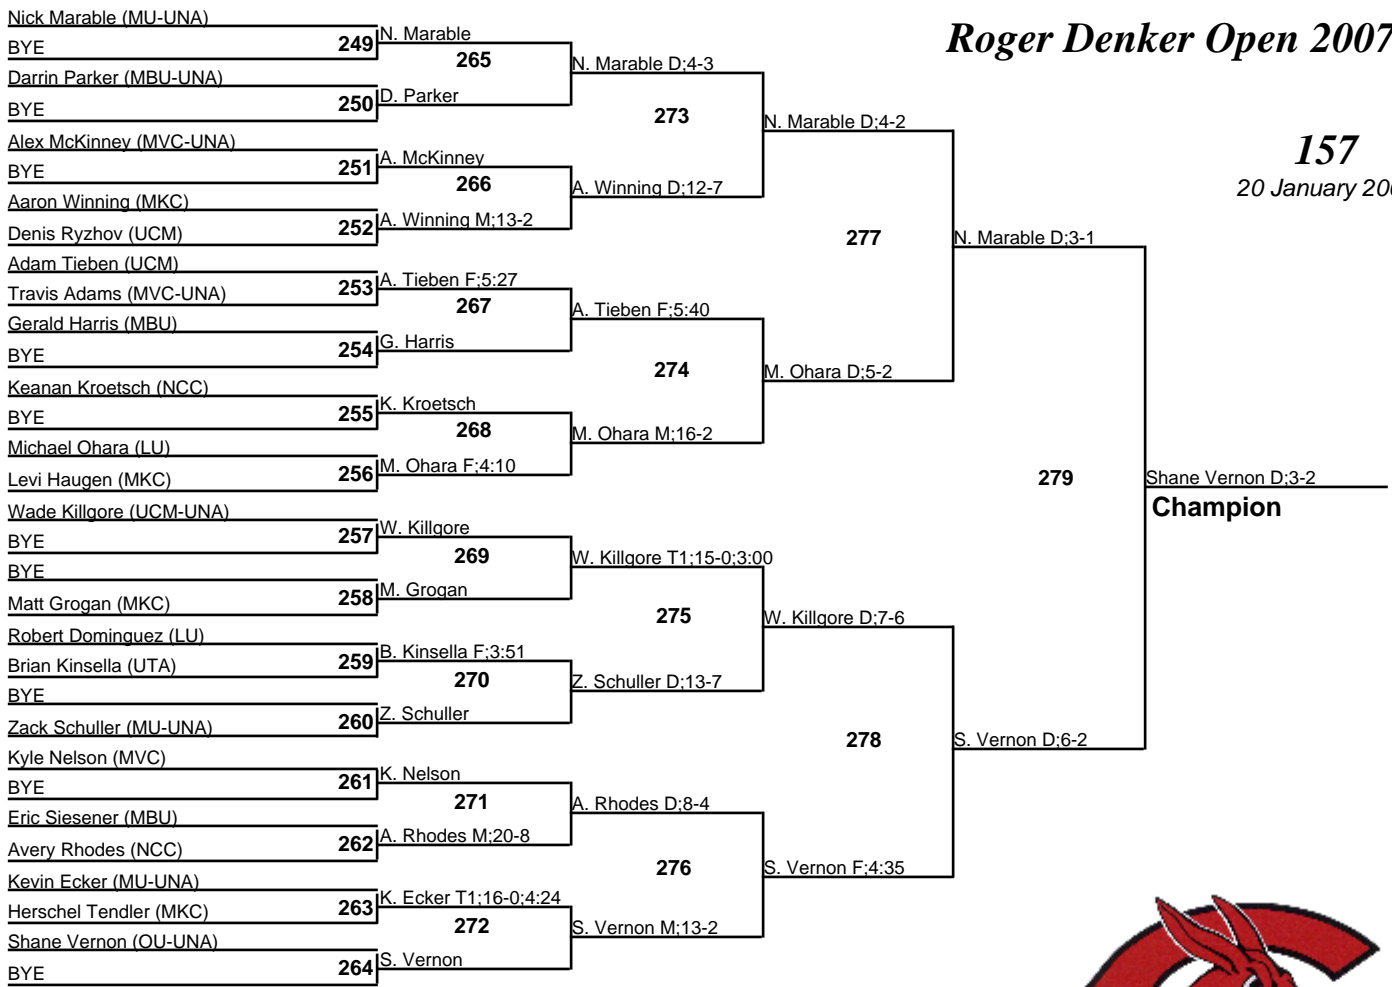 Roger Denker Open 2007
157
20 January 200
Nick Marable (MU-UNA)
BYE
249
Darrin Parker (MBU-UNA)
BYE
250
Alex McKinney (MVC-UNA)
BYE
251
Aaron Winning (MKC)
Denis Ryzhov (UCM)
252
Adam Tieben (UCM)
Travis Adams (MVC-UNA)
253
Gerald Harris (MBU)
BYE
254
Keanan Kroetsch (NCC)
BYE
255
Michael Ohara (LU)
Levi Haugen (MKC)
256
Wade Killgore (UCM-UNA)
BYE
257
BYE
Matt Grogan (MKC)
258
Robert Dominguez (LU)
Brian Kinsella (UTA)
259
BYE
Zack Schuller (MU-UNA)
260
Kyle Nelson (MVC)
BYE
261
Eric Siesener (MBU)
Avery Rhodes (NCC)
262
Kevin Ecker (MU-UNA)
Herschel Tendler (MKC)
263
Shane Vernon (OU-UNA)
BYE
264
N. Marable
265
D. Parker
A. McKinney
266
A. Winning M;13-2
A. Tieben F;5:27
267
G. Harris
K. Kroetsch
268
M. Ohara F;4:10
W. Killgore
269
M. Grogan
B. Kinsella F;3:51
270
Z. Schuller
K. Nelson
271
A. Rhodes M;20-8
K. Ecker T1;16-0;4:24
272
S. Vernon
N. Marable D;4-3
273
A. Winning D;12-7
A. Tieben F;5:40
274
M. Ohara M;16-2
W. Killgore T1;15-0;3:00
275
Z. Schuller D;13-7
A. Rhodes D;8-4
276
S. Vernon M;13-2
N. Marable D;4-2
277
M. Ohara D;5-2
W. Killgore D;7-6
278
S. Vernon F;4:35
N. Marable D;3-1
279
S. Vernon D;6-2
Shane Vernon D;3-2
Champion